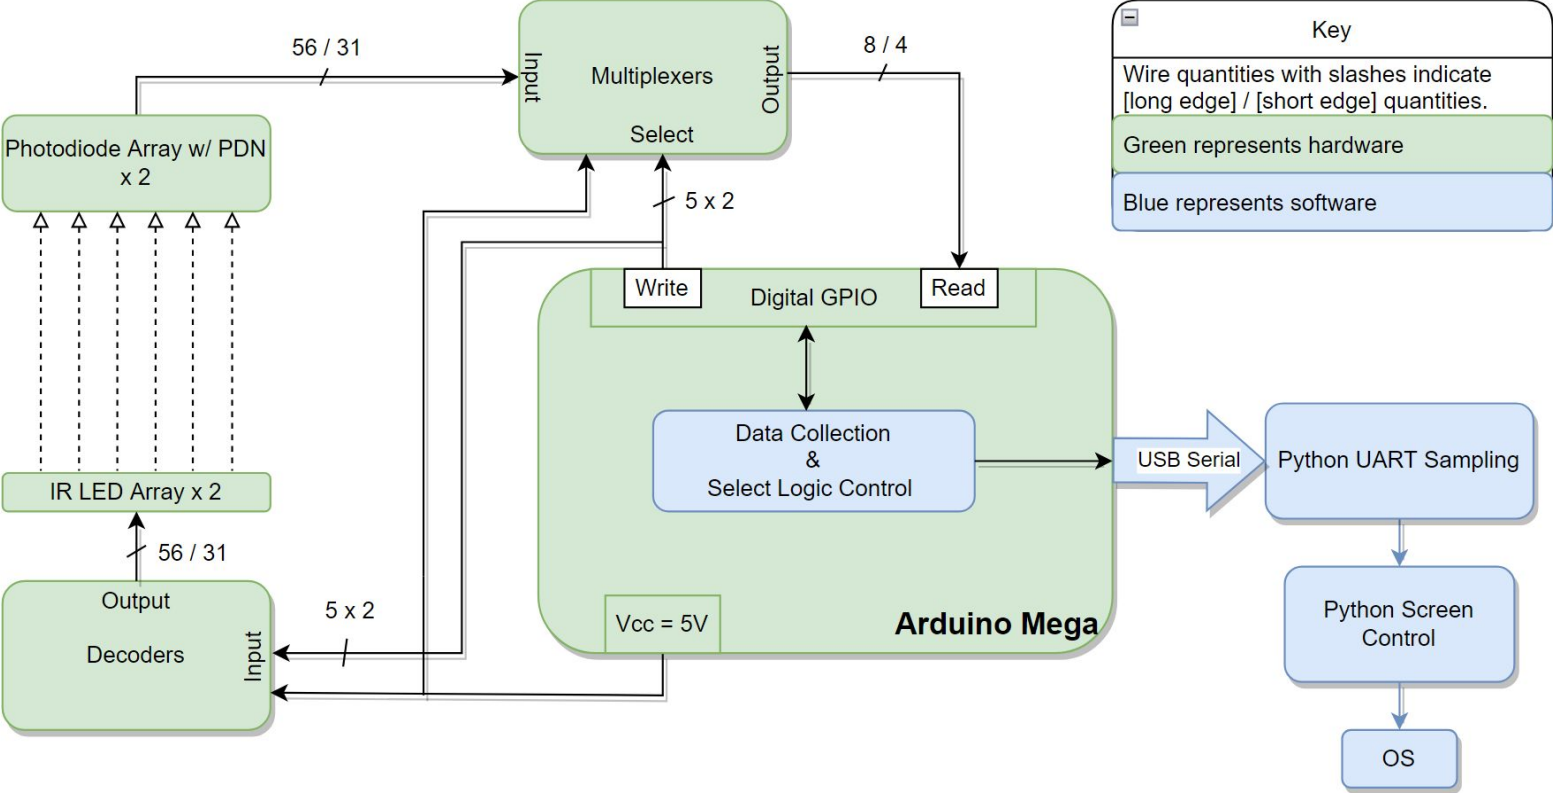 56 / 31
Input
Multiplexers
Output
Select
8 / 4
Key
Wire quantities with slashes indicate
[long edge] / [short edge] quantities.
Green represents hardware
Blue represents software
Photodiode Array w/ PDN
x 2
5 x 2
Write
Digital GPIO
Read
Data Collection
&
Select Logic Control
USB Serial
Python UART Sampling
IR LED Array x 2
56 / 31
Output
Decoders
Input
5 x 2
Vcc = 5V
Arduino Mega
Python Screen
Control
OS